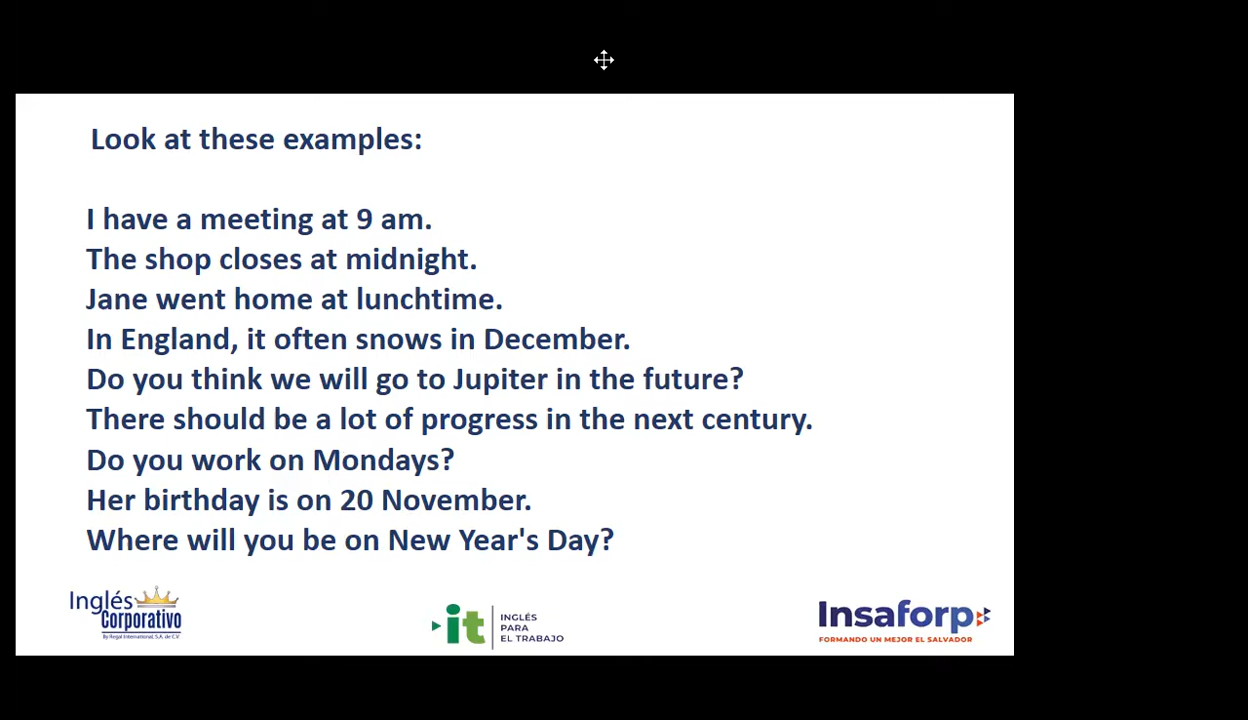 Look at these examples:
I have a meeting at 9 am.
The shop closes at midnight.
Jane went home at lunchtime.
In England, it often snows in December.
Do you think we will go to Jupiter in the future?
There should be a lot of progress in the next century.
Do you work on Mondays?
Her birthday is on 20 November.
Where will you be on New Year's Day?
Inglés
Corporativo
By Regal International, S.A. de C.V.
it
INGLÉS
PARA
EL TRABAJO
Insaforp
FORMANDO UN MEJOR EL SALVADOR